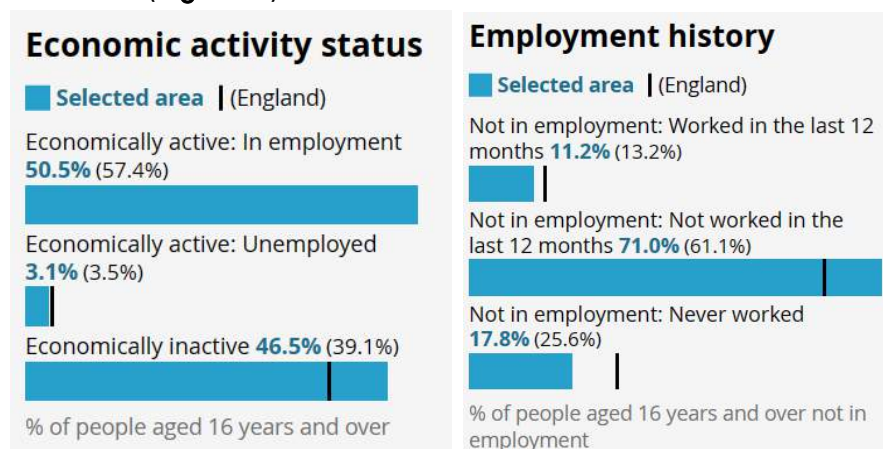 Economic activity status
Selected area (England)
Economically active: In employment
50.5% (57.4%)
Economically active: Unemployed
3.1% (3.5%)
Economically inactive 46.5% (39.1%)
% of people aged 16 years and over
Employment history
Selected area (England)
Not in employment: Worked in the last 12
months 11.2% (13.2%)
Not in employment: Not worked in the
last 12 months 71.0% (61.1%)
Not in employment: Never worked
17.8% (25.6%)
% of people aged 16 years and over not in
employment